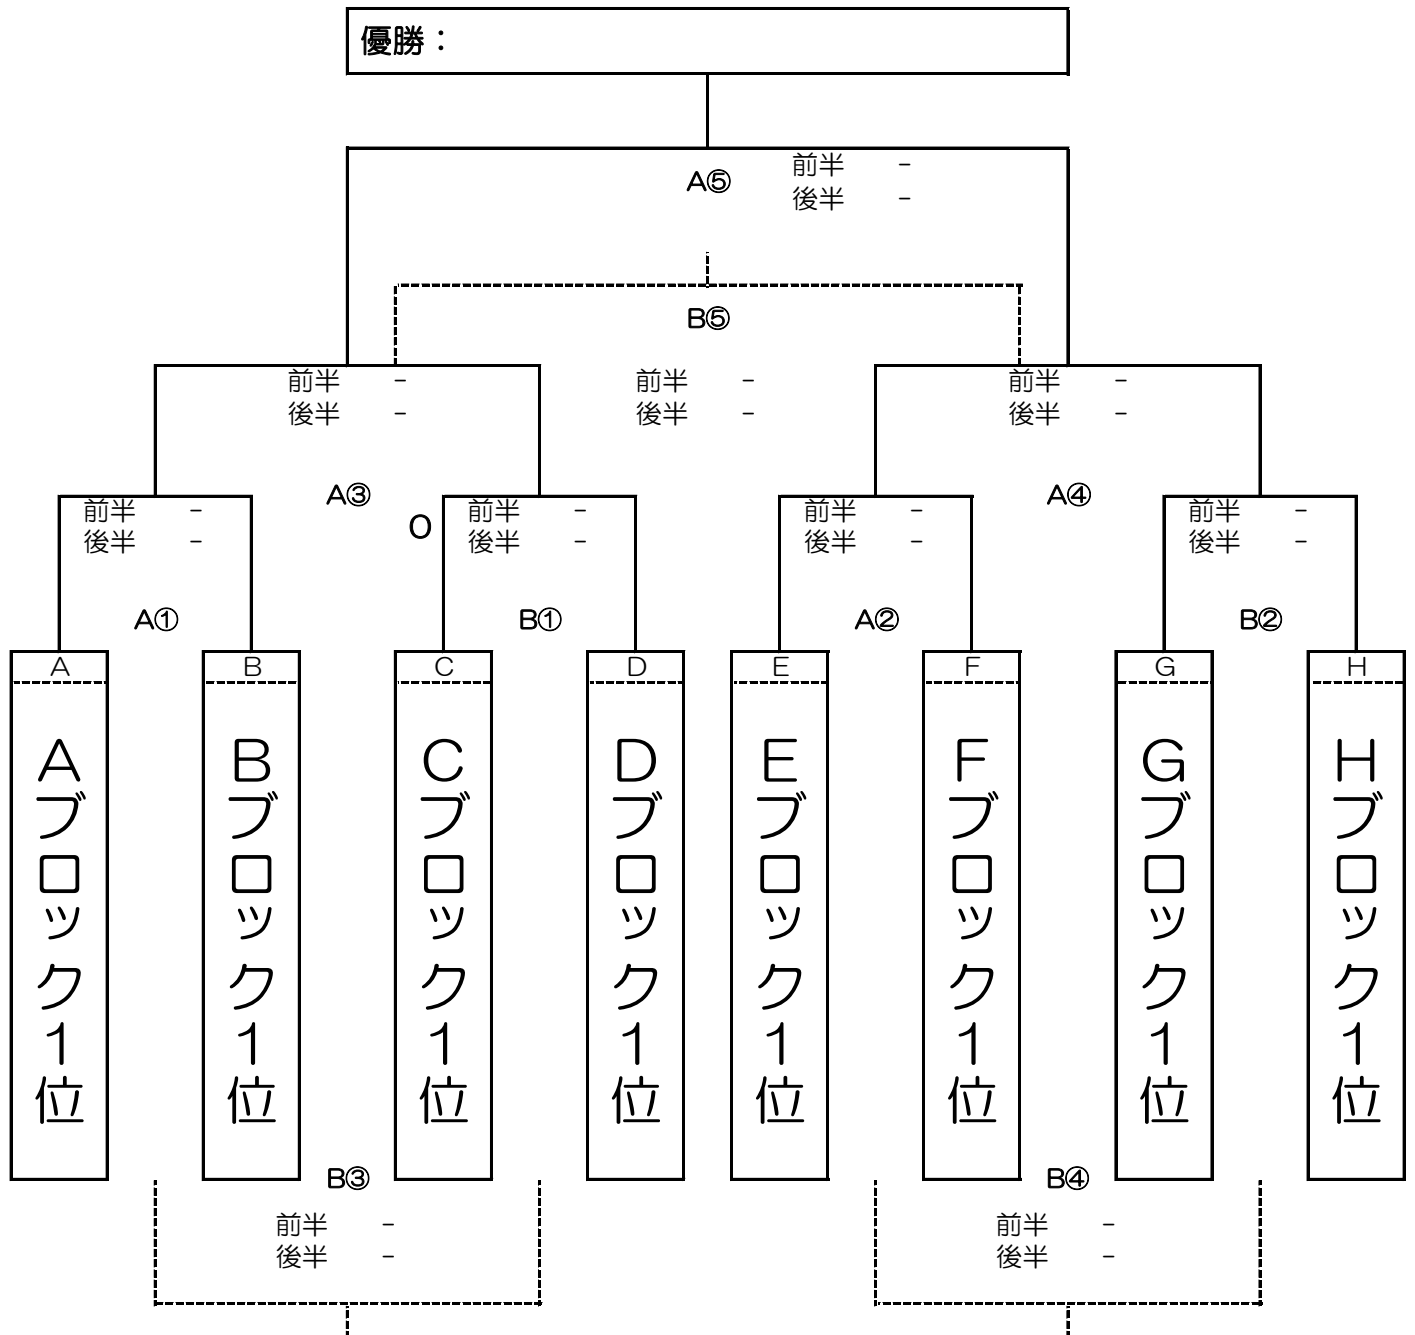 優勝：
前半 -
A⑤
後半 -
B⑤
前半 -
後半 -
前半 -
後半 -
前半 -
後半 -
A③
A④
前半 -
後半 -
0
前半 -
後半 -
前半 -
後半 -
前半 -
後半 -
A①
B①
A②
B②
A
B
C
D
E
F
G
H
Aブロック1位
Bブロック1位
Cブロック1位
Dブロック1位
Eブロック1位
Fブロック1位
Gブロック1位
Hブロック1位
B③
前半 -
後半 -
B④
前半 -
後半 -